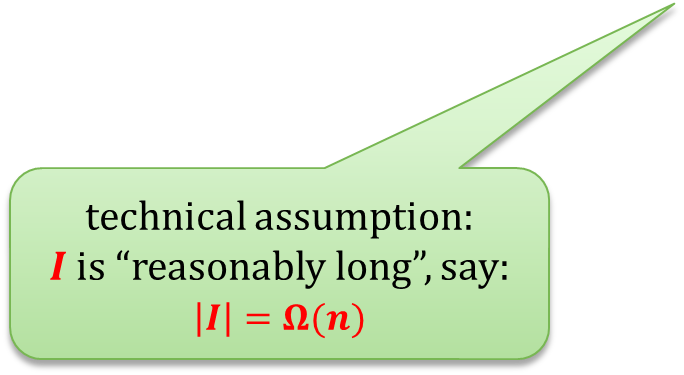 technical assumption:
I is “reasonably long”, say:
|I| = Ω(n)